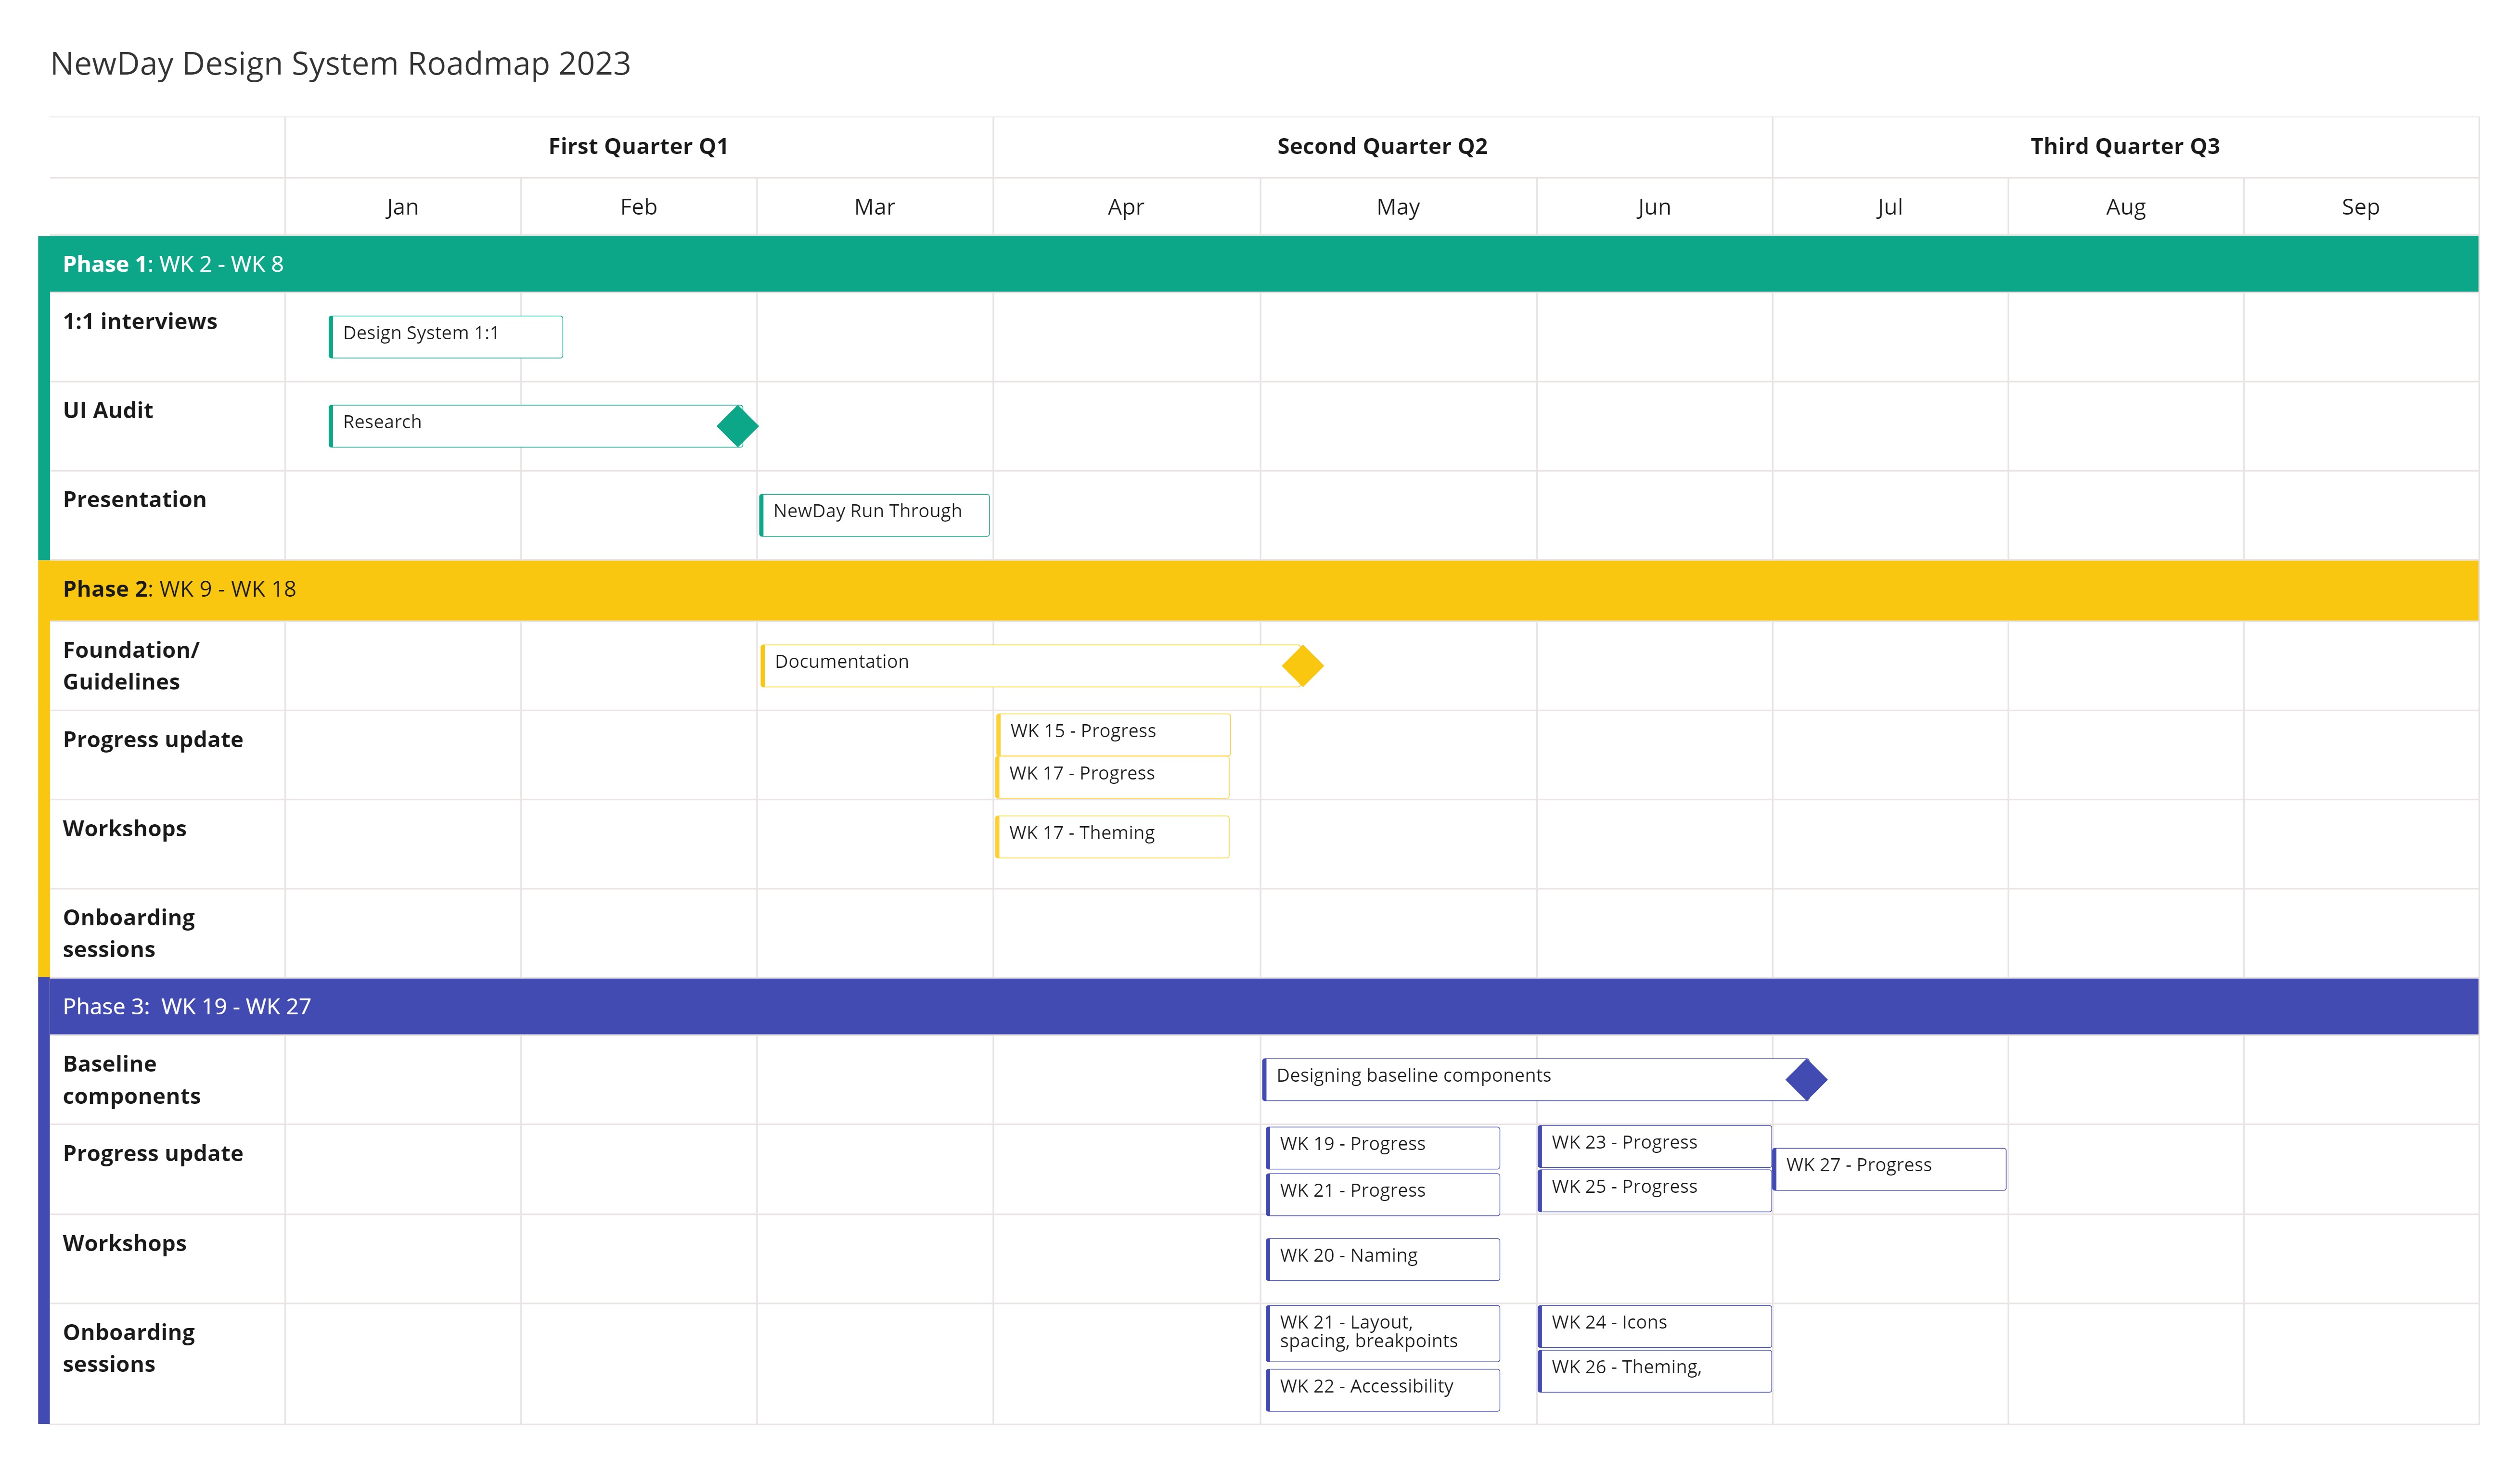 NewDay Design System Roadmap 2023
First Quarter Q1
Second Quarter Q2
Third Quarter Q3
Jan
Feb
Mar
Apr
May
Jun
Jul
Aug
Sep
Phase 1: WK 2 - WK 8
1:1 interviews
Design System 1:1
UI Audit
Research
Presentation
NewDay Run Through
Phase 2: WK 9 - WK 18
Foundation/
Guidelines
Documentation
Progress update
WK 15 - Progress
WK 17 - Progress
Workshops
WK 17 - Theming
Onboarding
sessions
Phase 3:  WK 19 - WK 27
Baseline
components
Designing baseline components
Progress update
WK 19 - Progress
WK 21 - Progress
WK 23 - Progress
WK 25 - Progress
WK 27 - Progress
Workshops
WK 20 - Naming
Onboarding
sessions
WK 21 - Layout,
spacing, breakpoints
WK 22 - Accessibility
WK 24 - Icons
WK 26 - Theming,